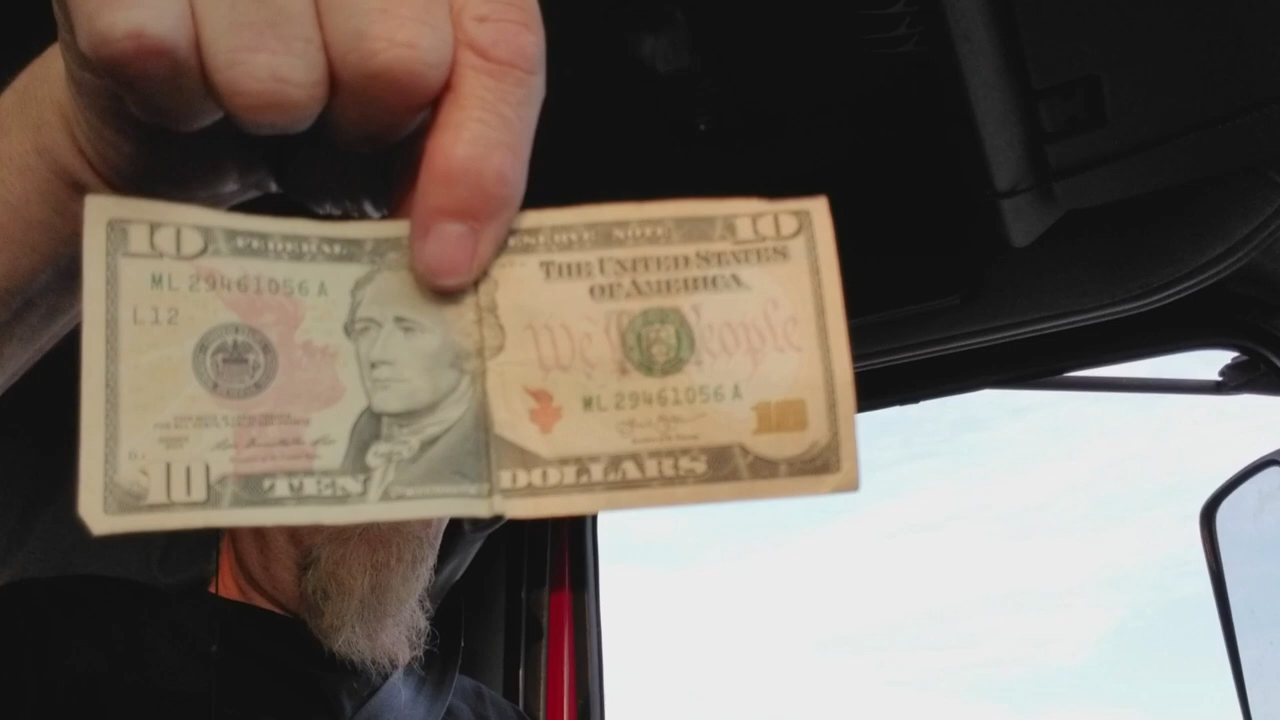 10 FEDERAL RESERVE NOTE 10
THE UNITED STATES
OF AMERICA
ML 29461056 A
L12
We The People
ML 29461056 A
10
10 TEN DOLLARS